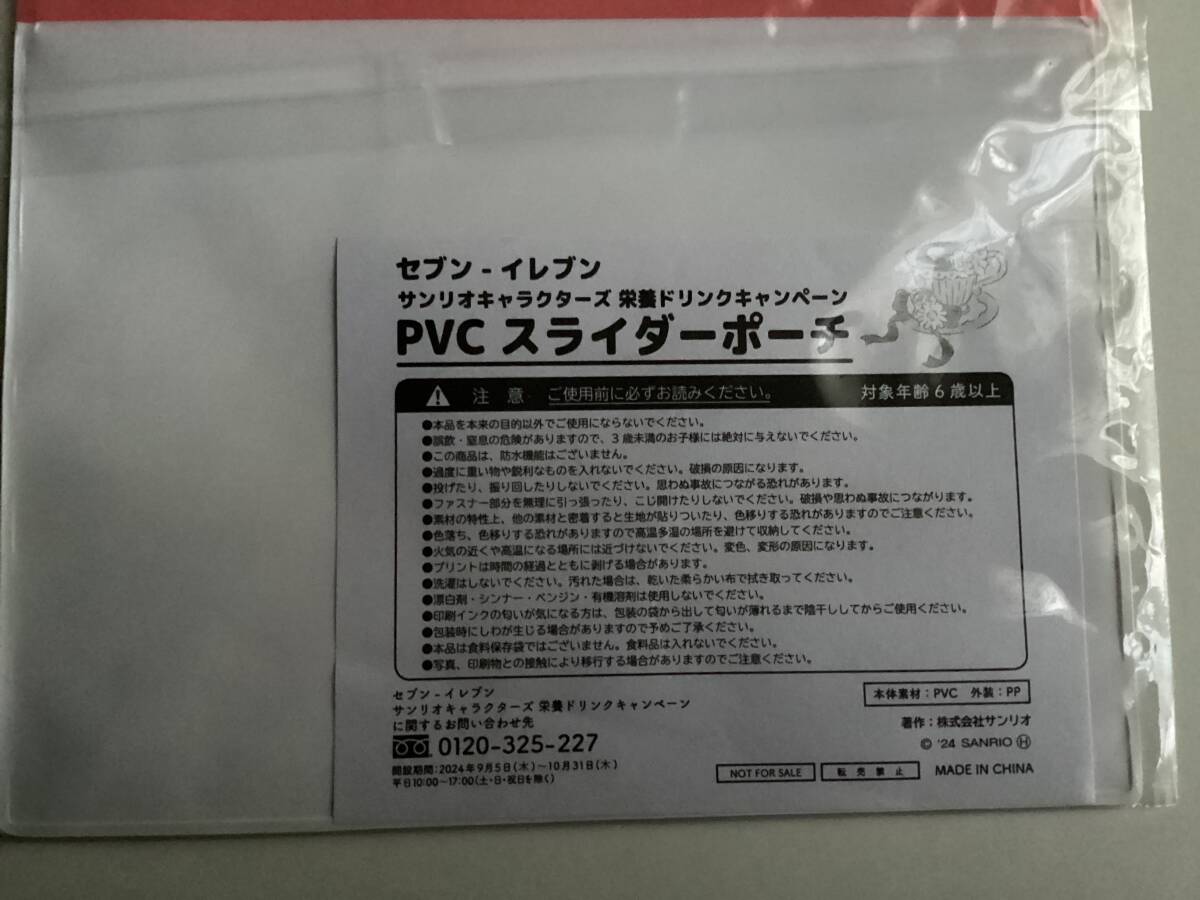 セブン-イレブン
サンリオキャラクターズ 栄養ドリンクキャンペーン
PVC スライダーポーチ
注 意 ご使用前に必ずお読みください。 対象年齢6歳以上
●本品を本来の目的以外でご使用にならないでください。
●誤飲・窒息の危険がありますので、3歳未満のお子様には絶対に与えないでください。
●この商品は、防水機能はございません。
●過度に重い物や鋭利なものを入れないでください。破損の原因になります。
●投げたり、振り回したりしないでください。思わぬ事故につながる恐れがあります。
●ファスナー部分を無理に引っ張ったり、こじ開けたりしないでください。破損や思わぬ事故につながります。
●素材の特性上、他の素材と密着すると生地が貼りついたり、色移りする恐れがありますのでご注意ください。
●色落ち、色移りする恐れがありますので高温多湿の場所を避けて収納してください。
●火気の近くや高温になる場所には近づけないでください。変色、変形の原因になります。
●プリントは時間の経過とともに剥げる場合があります。
●洗濯はしないでください。汚れた場合は、乾いた柔らかい布で拭き取ってください。
●漂白剤・シンナー・ベンジン・有機溶剤は使用しないでください。
●印刷インクの匂いが気になる方は、包装の袋から出して匂いが薄れるまで陰干ししてからご使用ください。
●包装時にしわが生じる場合がありますので予めご了承ください。
●本品は食料保存袋ではございません。食料品は入れないでください。
●写真、印刷物との接触により移行する場合がありますのでご注意ください。
セブン-イレブン
サンリオキャラクターズ 栄養ドリンクキャンペーン
に関するお問い合わせ先
0120-325-227
開設期間:2024年9月5日(木)〜10月31日(木)
平日10:00〜17:00(土・日・祝日を除く)
本体素材:PVC 外装:PP
著作:株式会社サンリオ
© '24 SANRIO Ⓗ
NOT FOR SALE 転売禁止 MADE IN CHINA